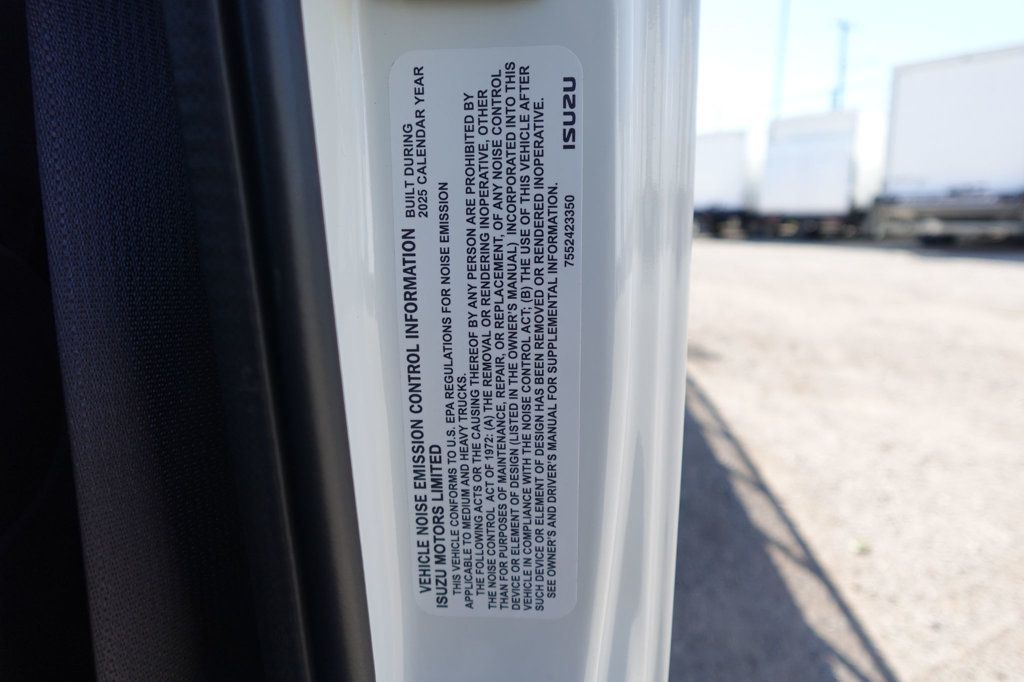 VEHICLE NOISE EMISSION CONTROL INFORMATION
BUILT DURING
2025 CALENDAR YEAR
ISUZU MOTORS LIMITED
THIS VEHICLE CONFORMS TO U.S. EPA REGULATIONS FOR NOISE EMISSION
APPLICABLE TO MEDIUM AND HEAVY TRUCKS.
THE FOLLOWING ACTS OR THE CAUSING THEREOF BY ANY PERSON ARE PROHIBITED BY
THE NOISE CONTROL ACT OF 1972: (A) THE REMOVAL OR RENDERING INOPERATIVE, OTHER
THAN FOR PURPOSES OF MAINTENANCE, REPAIR, OR REPLACEMENT, OF ANY NOISE CONTROL
DEVICE OR ELEMENT OF DESIGN (LISTED IN THE OWNER'S MANUAL) INCORPORATED INTO THIS
VEHICLE IN COMPLIANCE WITH THE NOISE CONTROL ACT; (B) THE USE OF THIS VEHICLE AFTER
SUCH DEVICE OR ELEMENT OF DESIGN HAS BEEN REMOVED OR RENDERED INOPERATIVE.
SEE OWNER'S AND DRIVER'S MANUAL FOR SUPPLEMENTAL INFORMATION.
7552423350
ISUZU